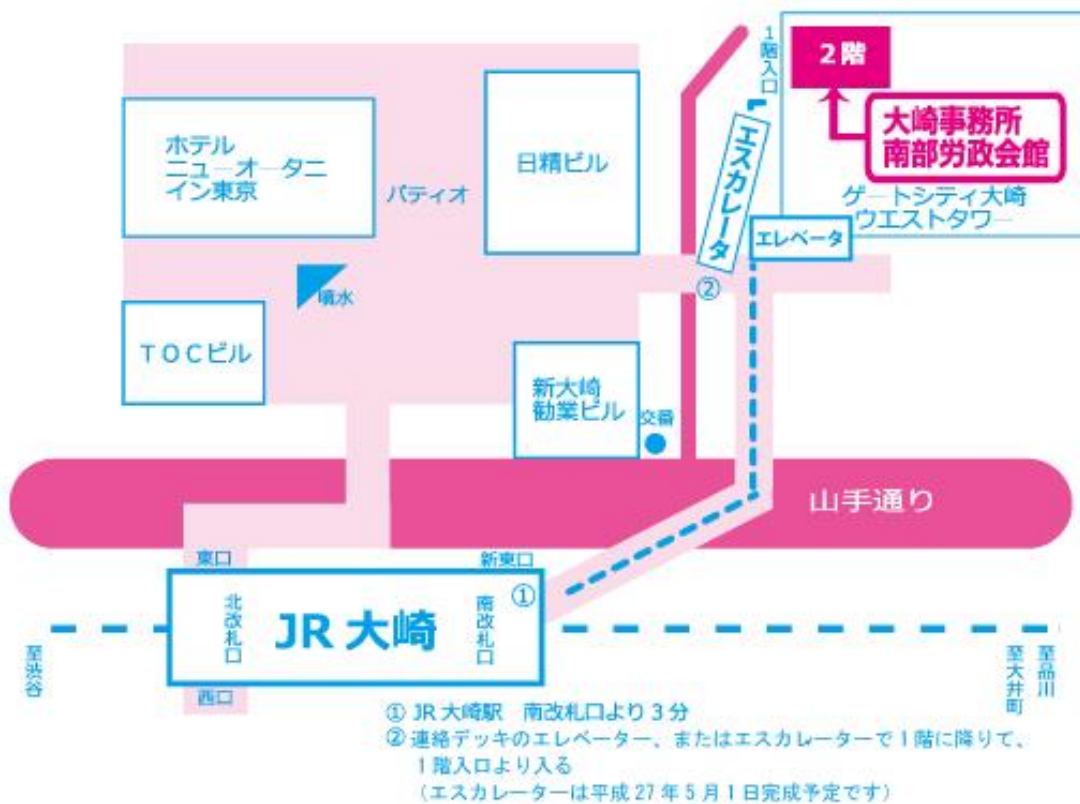 1階入口
2階
大崎事務所
南部労政会館
ゲートシティ大崎
ウエストタワー
エスカレータ
エレベータ
②
ホテル
ニューオータニ
イン東京
パティオ
日精ビル
噴水
TOCビル
新大崎
勧業ビル
交番
山手通り
東口
新東口
北改札口
JR 大崎
南改札口
①
西口
至渋谷
至大井町
至品川
① JR 大崎駅 南改札口より 3 分
② 連絡デッキのエレベーター、またはエスカレーターで 1 階に降りて、
1 階入口より入る
(エスカレーターは平成 27 年 5 月 1 日完成予定です)